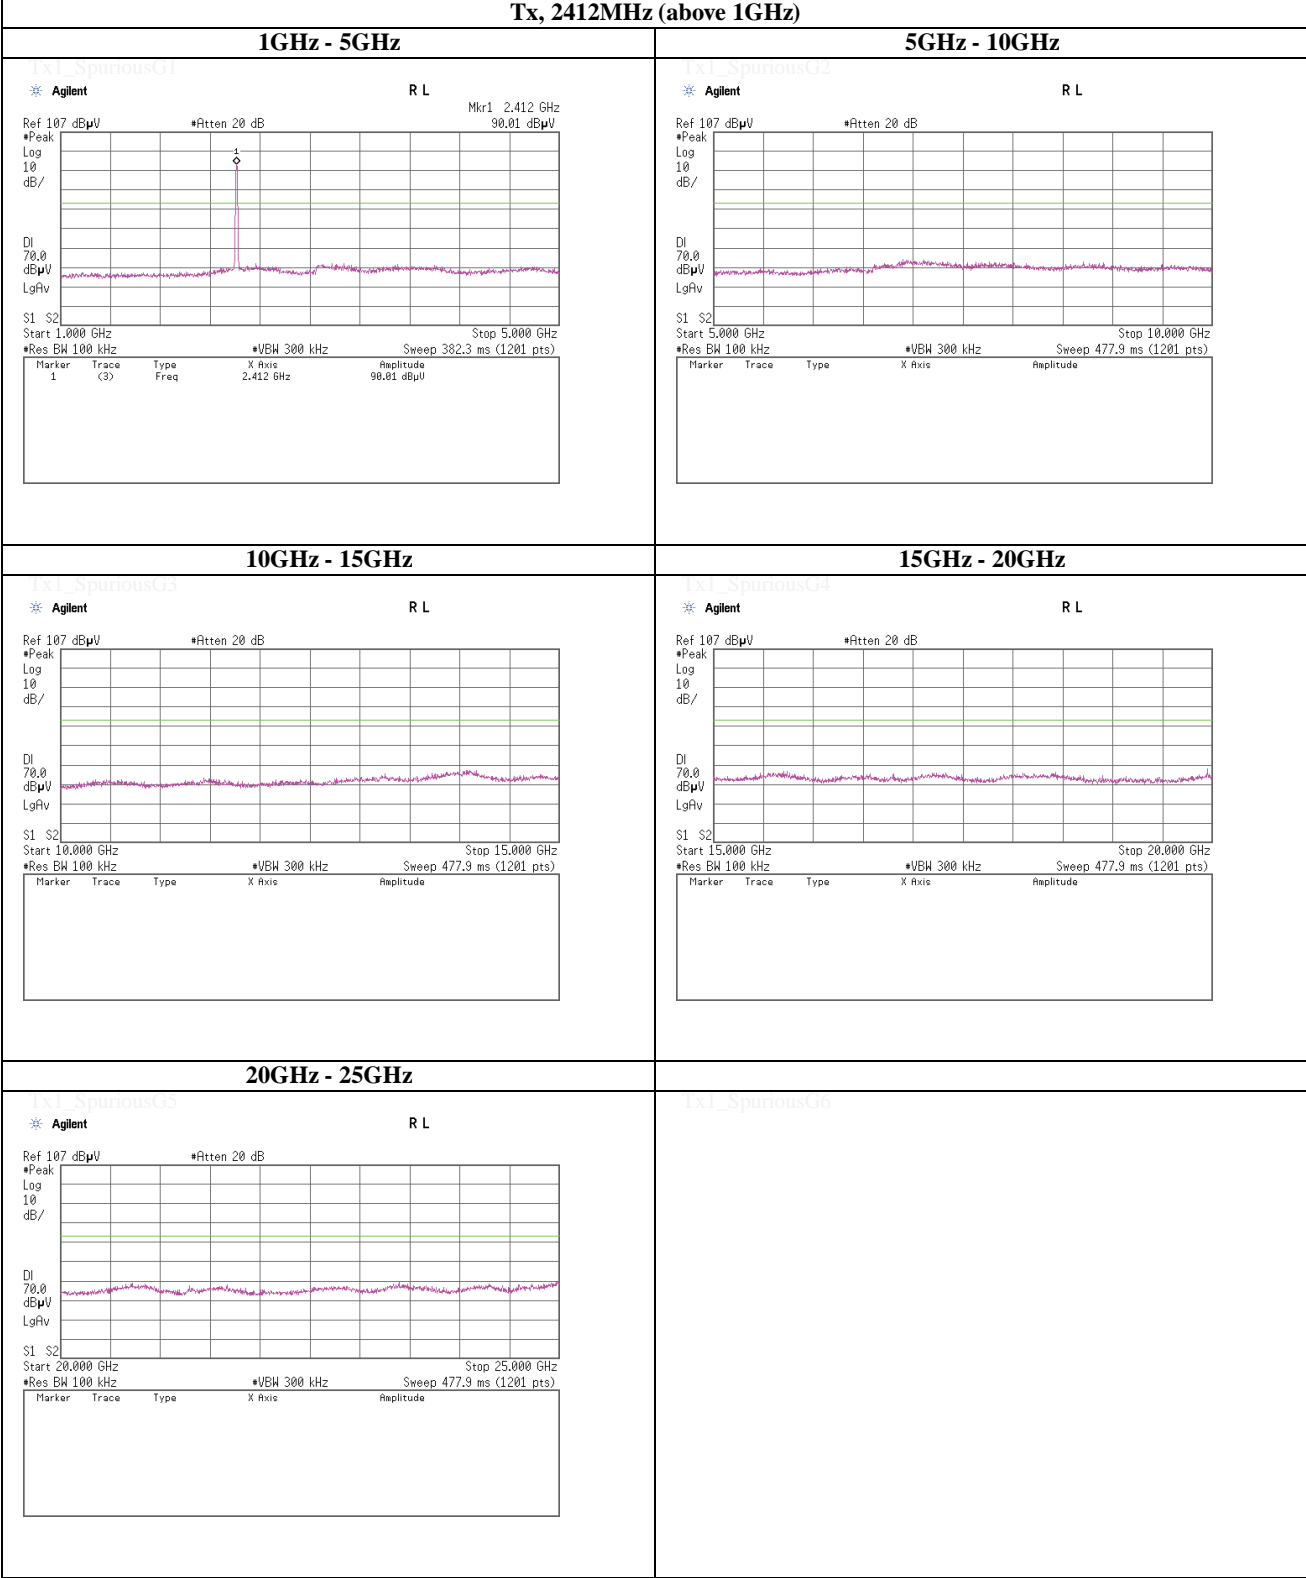 Tx, 2412MHz (above 1GHz)
1GHz - 5GHz
Tx1_SpuriousG1
Agilent R L
Mkr1 2.412 GHz
Ref 107 dBµV #Atten 20 dB 90.01 dBµV
#Peak
Log
10
dB/
1
DI
70.0
dBµV
LgAv
S1 S2
Start 1.000 GHz Stop 5.000 GHz
#Res BW 100 kHz #VBW 300 kHz Sweep 382.3 ms (1201 pts)
Marker Trace Type X Axis Amplitude
1 (3) Freq 2.412 GHz 90.01 dBµV
5GHz - 10GHz
Tx1_SpuriousG2
Agilent R L
Ref 107 dBµV #Atten 20 dB
#Peak
Log
10
dB/
DI
70.0
dBµV
LgAv
S1 S2
Start 5.000 GHz Stop 10.000 GHz
#Res BW 100 kHz #VBW 300 kHz Sweep 477.9 ms (1201 pts)
Marker Trace Type X Axis Amplitude
10GHz - 15GHz
Tx1_SpuriousG3
Agilent R L
Ref 107 dBµV #Atten 20 dB
#Peak
Log
10
dB/
DI
70.0
dBµV
LgAv
S1 S2
Start 10.000 GHz Stop 15.000 GHz
#Res BW 100 kHz #VBW 300 kHz Sweep 477.9 ms (1201 pts)
Marker Trace Type X Axis Amplitude
15GHz - 20GHz
Tx1_SpuriousG4
Agilent R L
Ref 107 dBµV #Atten 20 dB
#Peak
Log
10
dB/
DI
70.0
dBµV
LgAv
S1 S2
Start 15.000 GHz Stop 20.000 GHz
#Res BW 100 kHz #VBW 300 kHz Sweep 477.9 ms (1201 pts)
Marker Trace Type X Axis Amplitude
20GHz - 25GHz
Tx1_SpuriousG5
Agilent R L
Ref 107 dBµV #Atten 20 dB
#Peak
Log
10
dB/
DI
70.0
dBµV
LgAv
S1 S2
Start 20.000 GHz Stop 25.000 GHz
#Res BW 100 kHz #VBW 300 kHz Sweep 477.9 ms (1201 pts)
Marker Trace Type X Axis Amplitude
Tx1_SpuriousG6